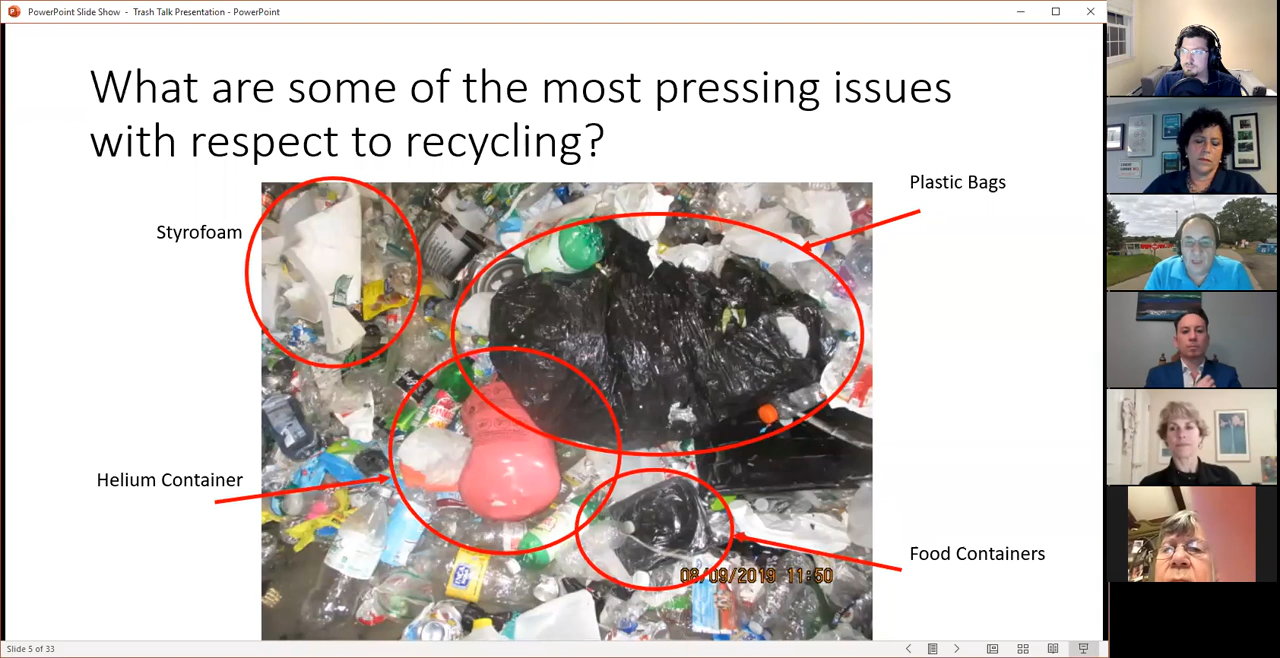 PowerPoint Slide Show - Trash Talk Presentation - PowerPoint
What are some of the most pressing issues
with respect to recycling?
Plastic Bags
Styrofoam
Helium Container
Food Containers
08/09/2019 11:50
Slide 5 of 33